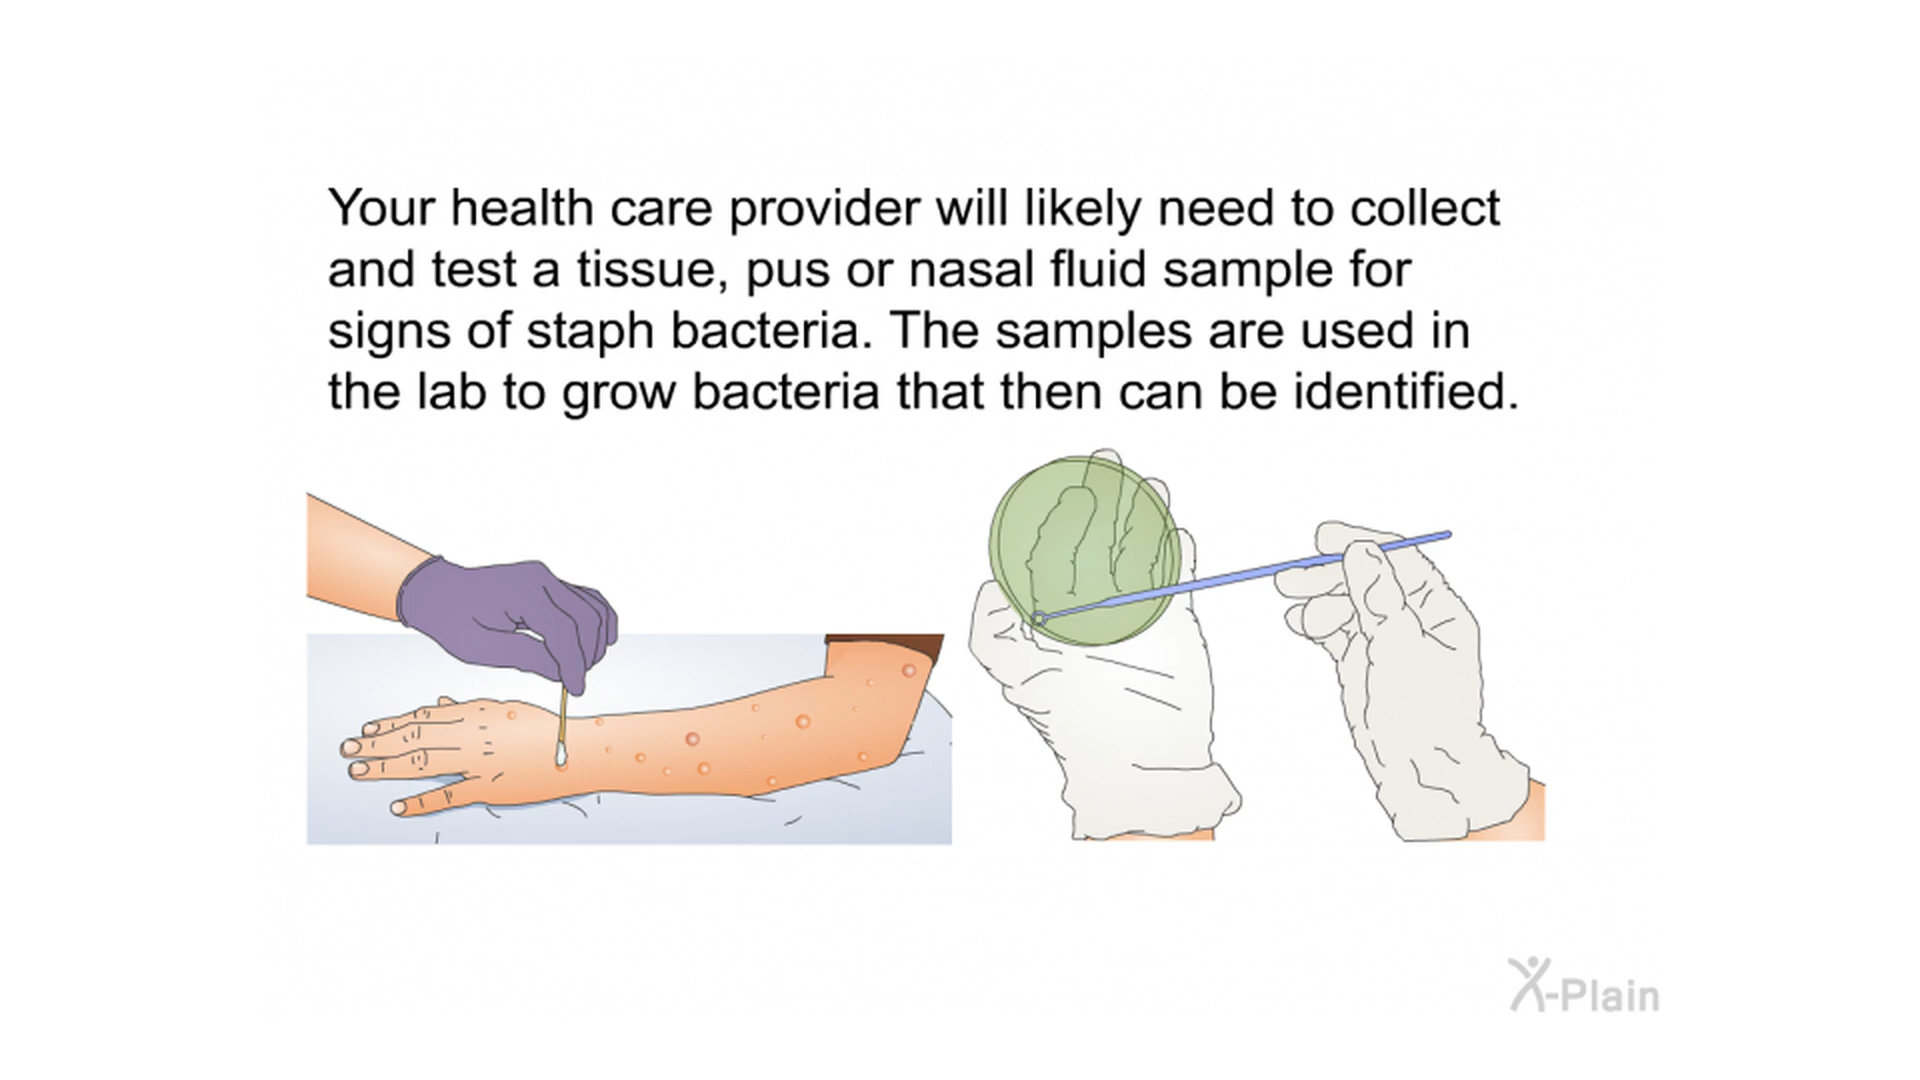 Your health care provider will likely need to collect
and test a tissue, pus or nasal fluid sample for
signs of staph bacteria. The samples are used in
the lab to grow bacteria that then can be identified.
X-Plain